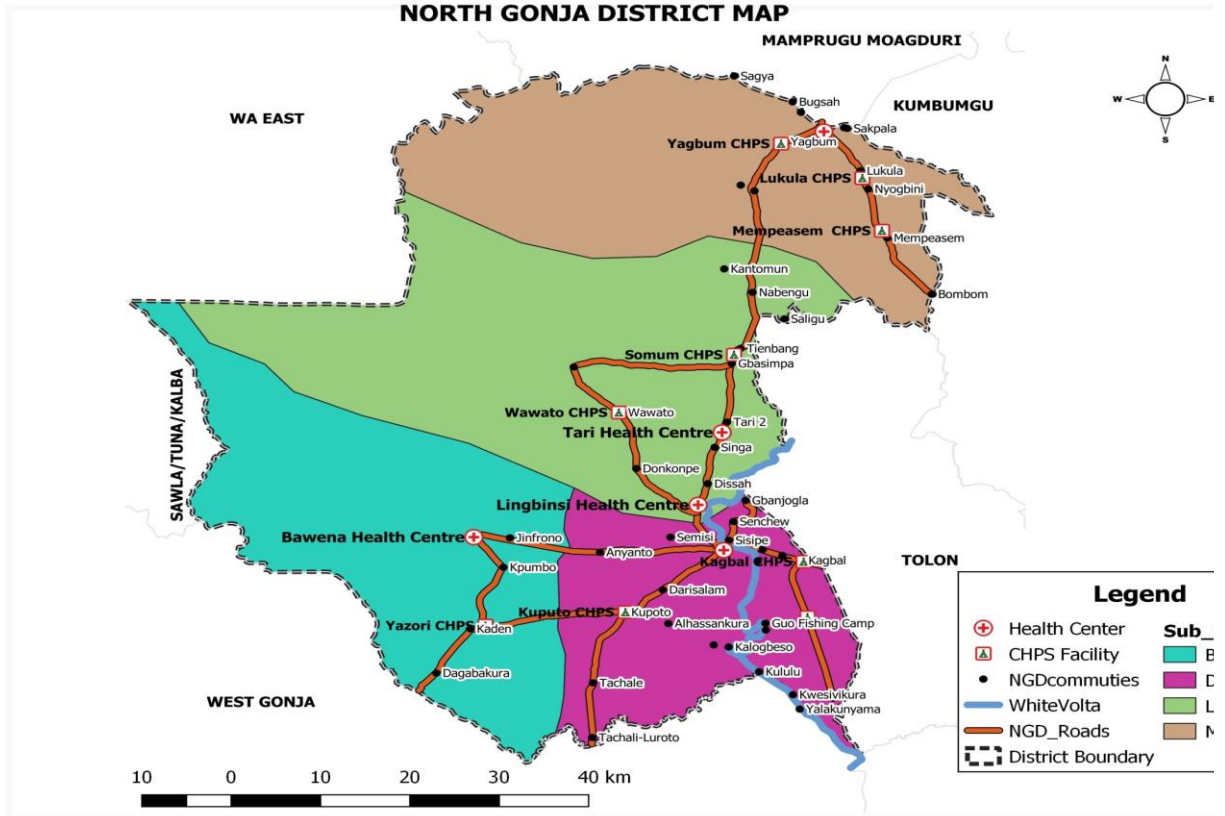 NORTH GONJA DISTRICT MAP
MAMPRUGU MOAGDURI
N
W E
S
Sagya
Bugsah
KUMBUMGU
WA EAST
Sakpala
Yagbum CHPS Yagbum
Lukula
Lukula CHPS
Nyogbini
Mempeasem CHPS Mempeasem
Kantomun
Nabengu
Bombom
Saligu
Tienbang
Somum CHPS
Gbasimpa
SAWLA/TUNA/KALBA
Wawato CHPS Wawato
Tari 2
Tari Health Centre
Singa
Donkonpe
Dissah
Gbanjogla
Lingbinsi Health Centre
Senchew
Bawena Health Centre Jinfrono
Semisi Sisipe
Anyanto
Kagbal CHPS Kagbal
TOLON
Kpumbo
Darisalam
Kuputo CHPS Kupoto
Yazori CHPS
Kaden
Alhassankura
Guo Fishing Camp
Kalogbeso
Dagabakura
Kululu
Tachale
WEST GONJA
Kwesivikura
Yalakunyama
Tachali-Luroto
Legend
Health Center
CHPS Facility
NGDcommuties
WhiteVolta
NGD_Roads
District Boundary
Sub_
B
D
L
M
10 0 10 20 30 40 km